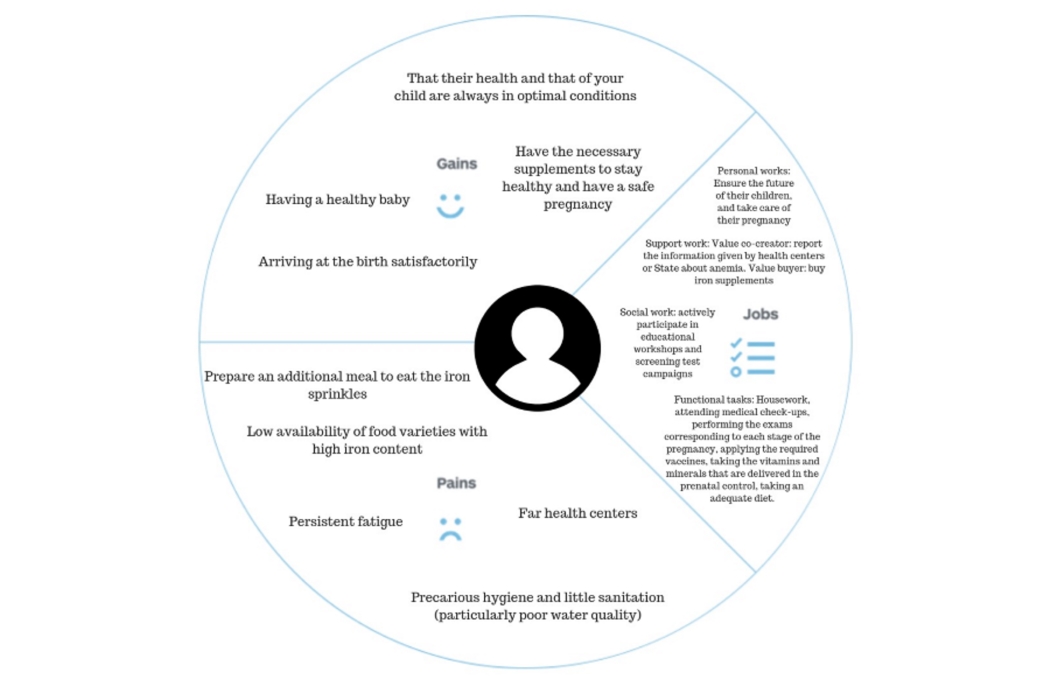 That their health and that of your
child are always in optimal conditions
Gains
Have the necessary
supplements to stay
healthy and have a safe
pregnancy
Having a healthy baby
Arriving at the birth satisfactorily
Personal works:
Ensure the future
of their children,
and take care of
their pregnancy
Support work: Value co-creator: report
the information given by health centers
or State about anemia. Value buyer: buy
iron supplements
Social work: actively
participate in
educational
workshops and
screening test
campaigns
Jobs
Functional tasks: Housework,
attending medical check-ups,
performing the exams
corresponding to each stage of the
pregnancy, applying the required
vaccines, taking the vitamins and
minerals that are delivered in the
prenatal control, taking an
adequate diet.
Prepare an additional meal to eat the iron
sprinkles
Low availability of food varieties with
high iron content
Pains
Persistent fatigue
Far health centers
Precarious hygiene and little sanitation
(particularly poor water quality)